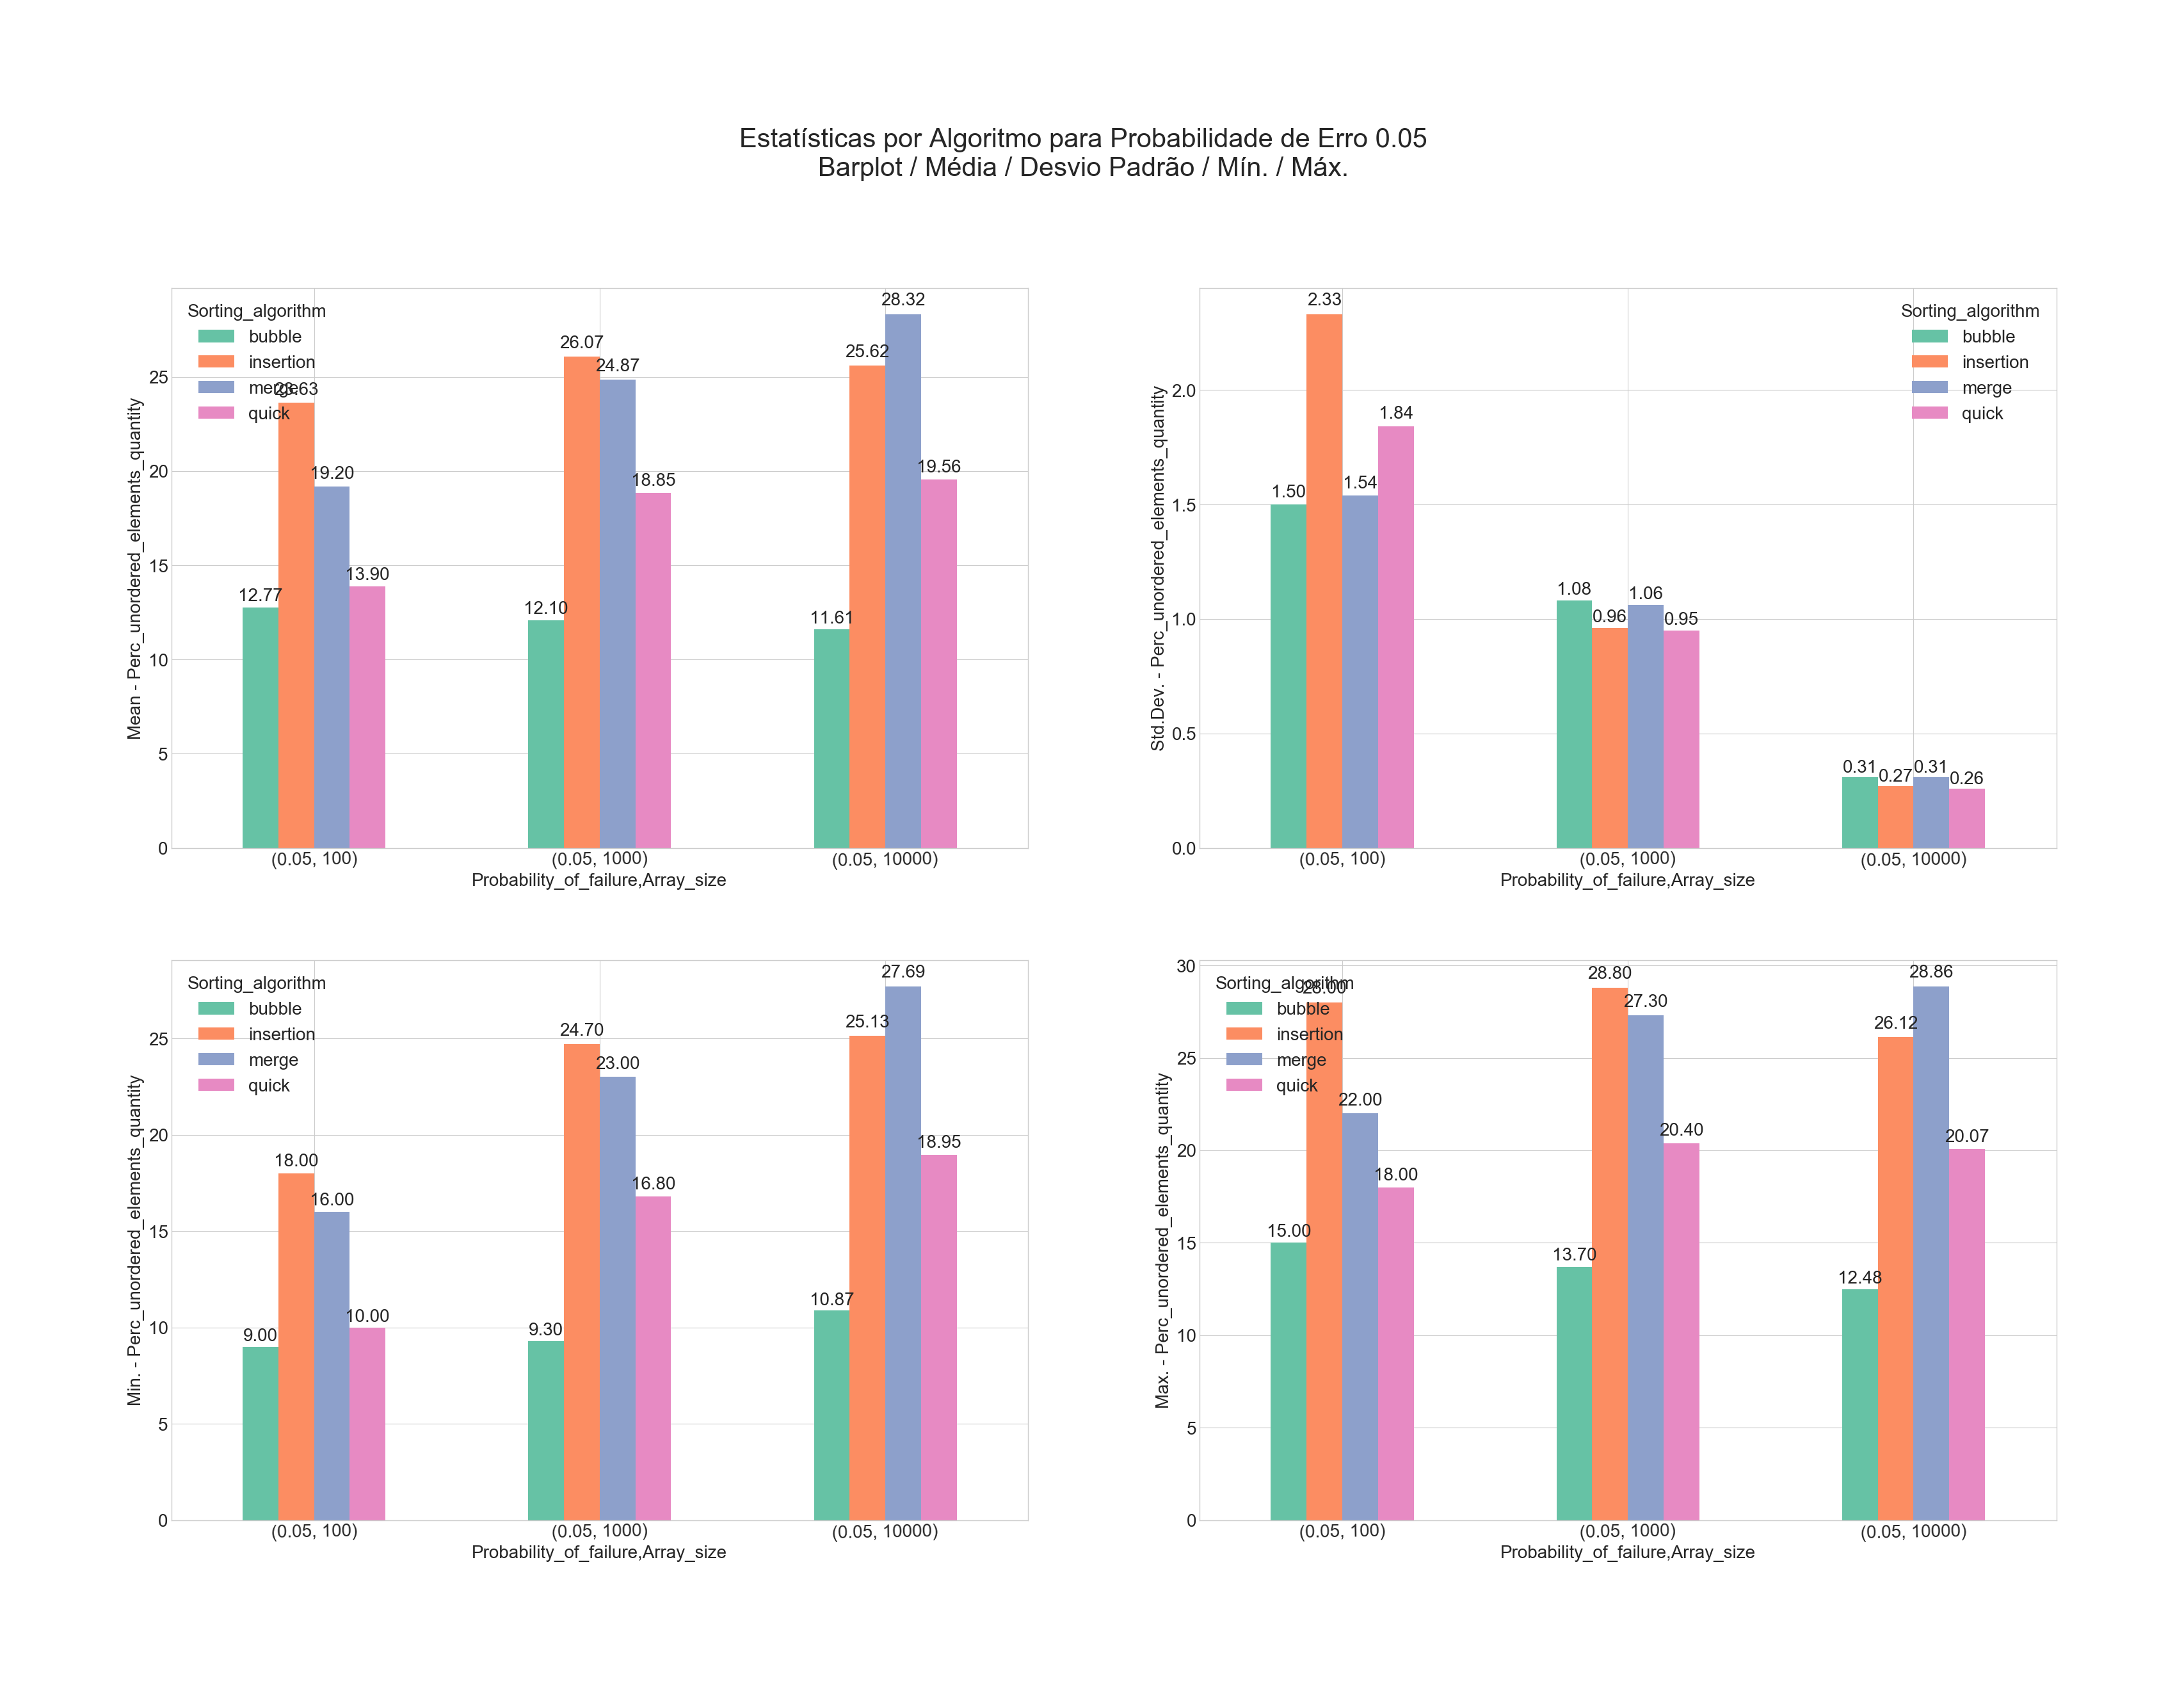 Estatísticas por Algoritmo para Probabilidade de Erro 0.05
Barplot / Média / Desvio Padrão / Mín. / Máx.
Mean - Perc_unordered_elements_quantity
0
5
10
15
20
25
Sorting_algorithm
bubble
insertion
merge
quick
12.77
23.63
19.20
13.90
12.10
26.07
24.87
18.85
11.61
25.62
28.32
19.56
(0.05, 100)
(0.05, 1000)
(0.05, 10000)
Probability_of_failure,Array_size
Std.Dev. - Perc_unordered_elements_quantity
0.0
0.5
1.0
1.5
2.0
Sorting_algorithm
bubble
insertion
merge
quick
1.50
2.33
1.54
1.84
1.08
0.96
1.06
0.95
0.31
0.27
0.31
0.26
(0.05, 100)
(0.05, 1000)
(0.05, 10000)
Probability_of_failure,Array_size
Min. - Perc_unordered_elements_quantity
0
5
10
15
20
25
Sorting_algorithm
bubble
insertion
merge
quick
9.00
18.00
16.00
10.00
9.30
24.70
23.00
16.80
10.87
25.13
27.69
18.95
(0.05, 100)
(0.05, 1000)
(0.05, 10000)
Probability_of_failure,Array_size
Max. - Perc_unordered_elements_quantity
0
5
10
15
20
25
30
Sorting_algorithm
bubble
insertion
merge
quick
15.00
28.00
22.00
18.00
13.70
28.80
27.30
20.40
12.48
26.12
28.86
20.07
(0.05, 100)
(0.05, 1000)
(0.05, 10000)
Probability_of_failure,Array_size